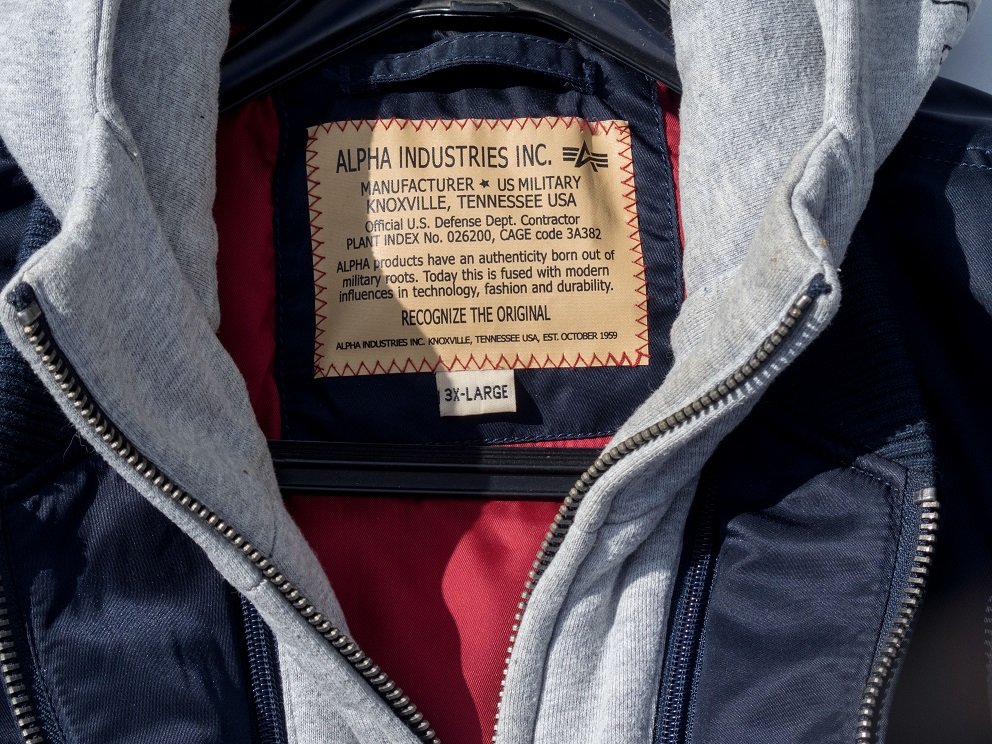 ALPHA INDUSTRIES INC.
MANUFACTURER ★ US MILITARY
KNOXVILLE, TENNESSEE USA
Official U.S. Defense Dept. Contractor
PLANT INDEX No. 026200, CAGE code 3A382
ALPHA products have an authenticity born out of
military roots. Today this is fused with modern
influences in technology, fashion and durability.
RECOGNIZE THE ORIGINAL
ALPHA INDUSTRIES INC. KNOXVILLE, TENNESSEE USA, EST. OCTOBER 1959
3X-LARGE